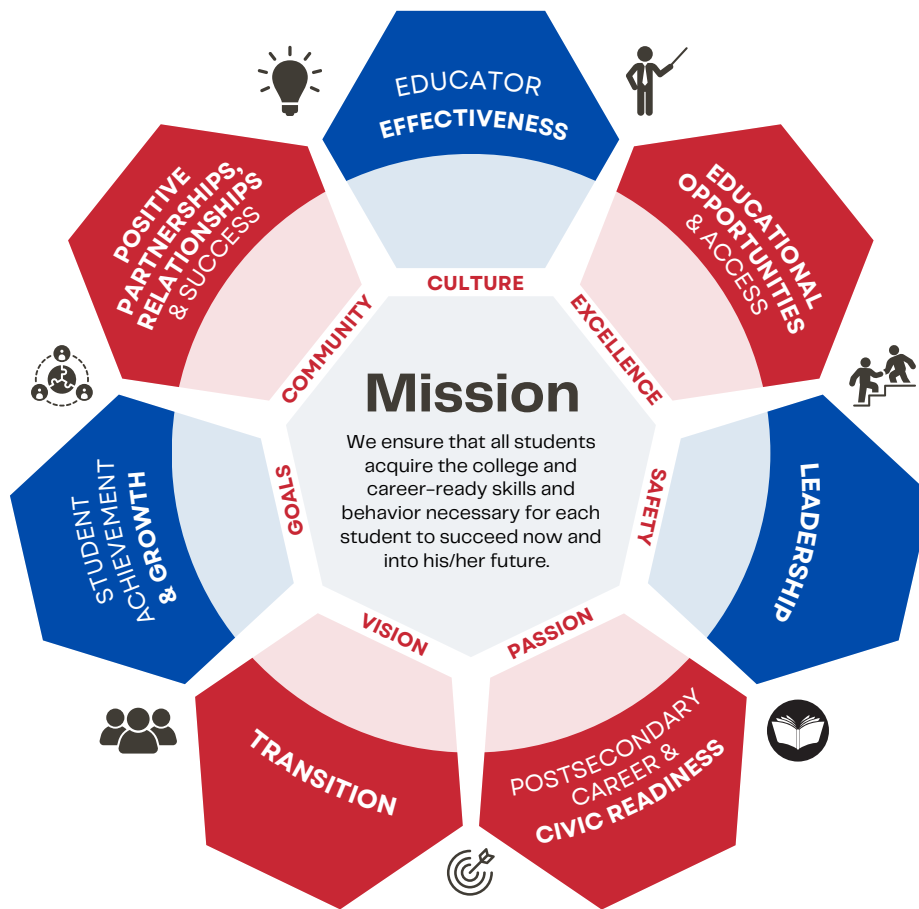 EDUCATOR
EFFECTIVENESS
EDUCATIONAL
OPPORTUNITIES
& ACCESS
LEADERSHIP
POSTSECONDARY
CAREER &
CIVIC READINESS
TRANSITION
STUDENT
ACHIEVEMENT
& GROWTH
POSITIVE
PARTNERSHIPS,
RELATIONSHIPS
& SUCCESS
CULTURE
EXCELLENCE
SAFETY
PASSION
VISION
GOALS
COMMUNITY
Mission
We ensure that all students
acquire the college and
career-ready skills and
behavior necessary for each
student to succeed now and
into his/her future.